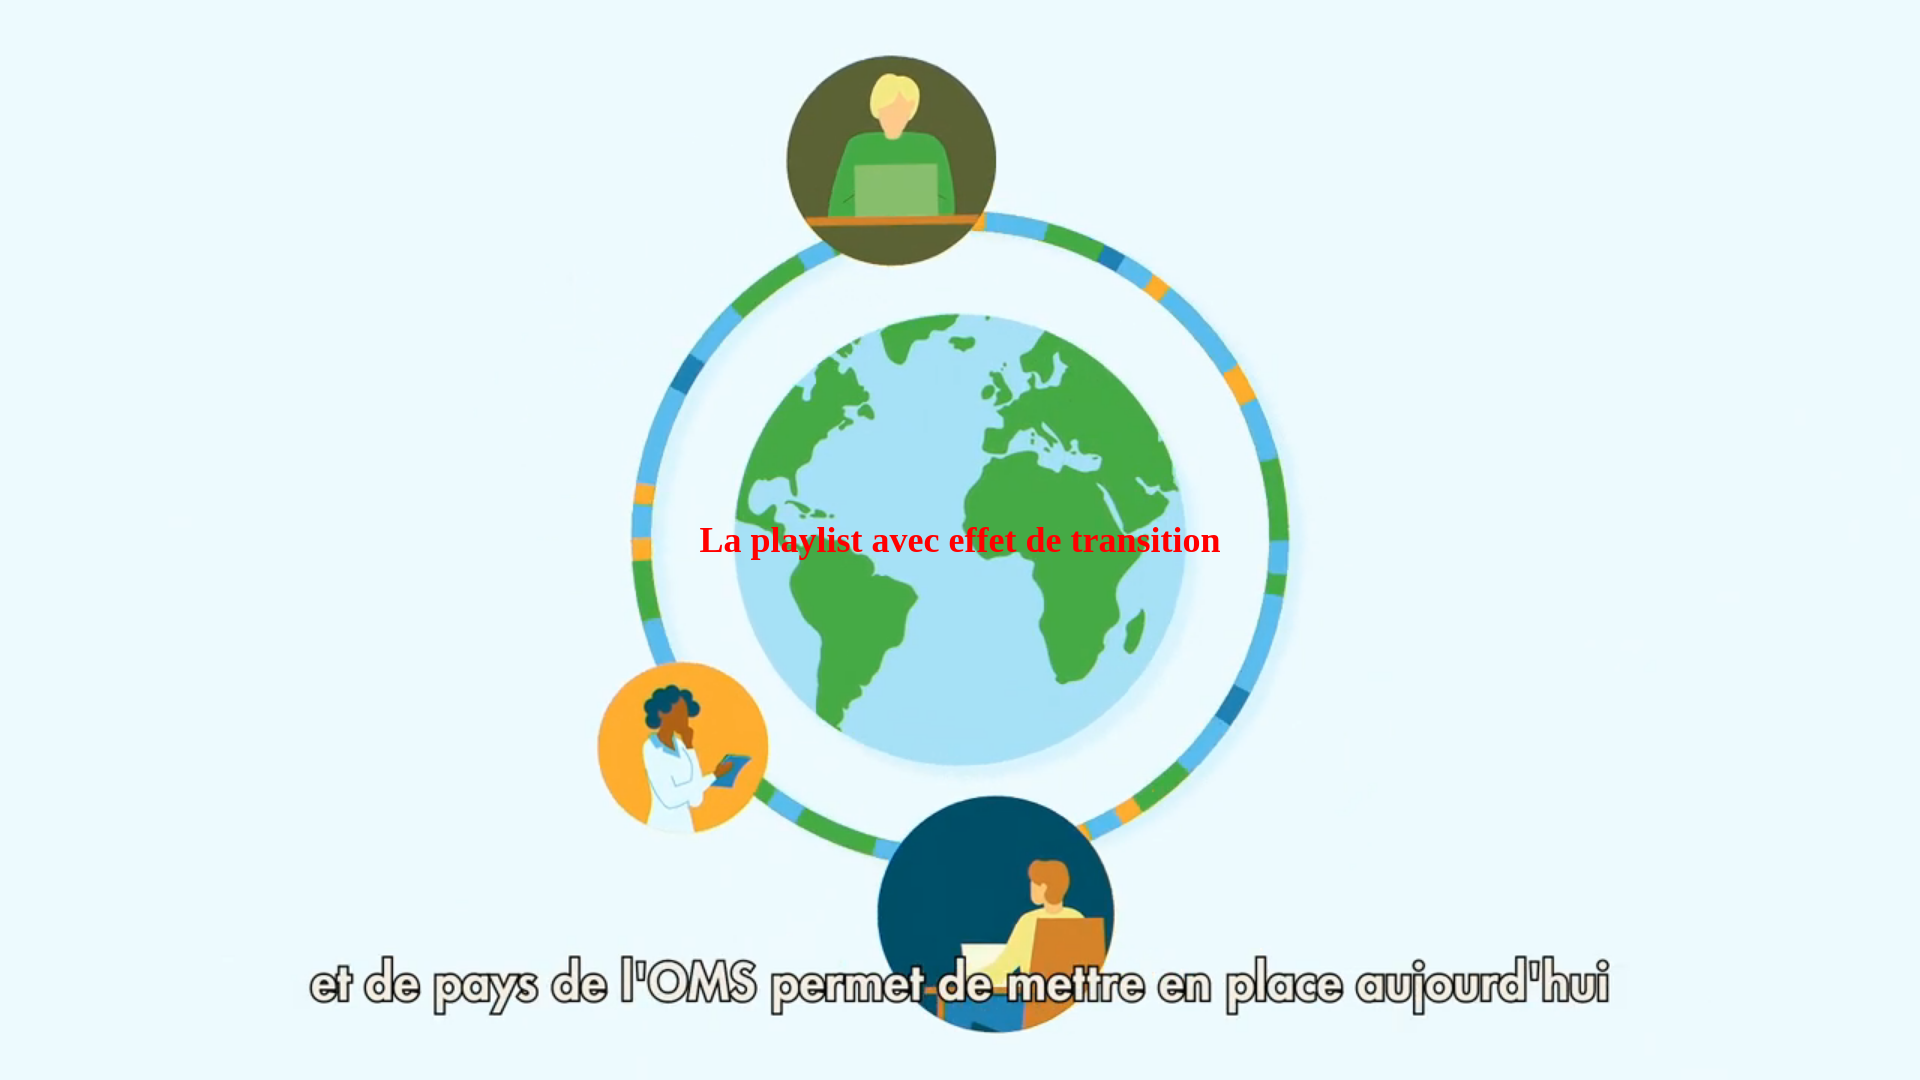 La playlist avec effet de transition
et de pays de l'OMS permet de mettre en place aujourd'hui